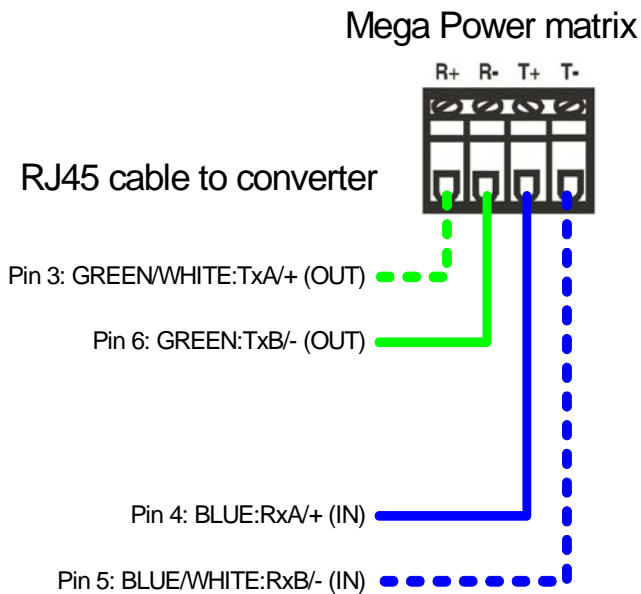 Mega Power matrix
R+ R- T+ T-
RJ45 cable to converter
Pin 3: GREEN/WHITE:TxA/+ (OUT)
Pin 6: GREEN:TxB/- (OUT)
Pin 4: BLUE:RxA/+ (IN)
Pin 5: BLUE/WHITE:RxB/- (IN)